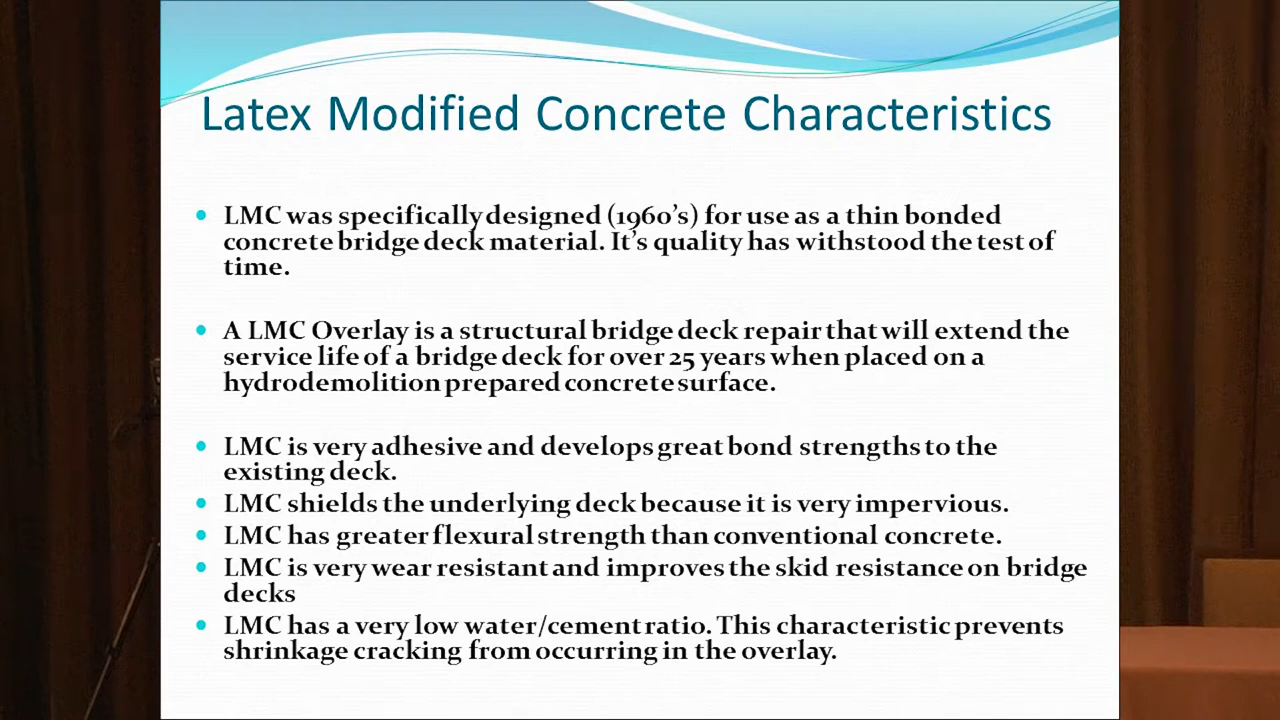 Latex Modified Concrete Characteristics
• LMC was specifically designed (1960's) for use as a thin bonded
concrete bridge deck material. It's quality has withstood the test of
time.
• A LMC Overlay is a structural bridge deck repair that will extend the
service life of a bridge deck for over 25 years when placed on a
hydrodemolition prepared concrete surface.
• LMC is very adhesive and develops great bond strengths to the
existing deck.
• LMC shields the underlying deck because it is very impervious.
• LMC has greater flexural strength than conventional concrete.
• LMC is very wear resistant and improves the skid resistance on bridge
decks
• LMC has a very low water/cement ratio. This characteristic prevents
shrinkage cracking from occurring in the overlay.